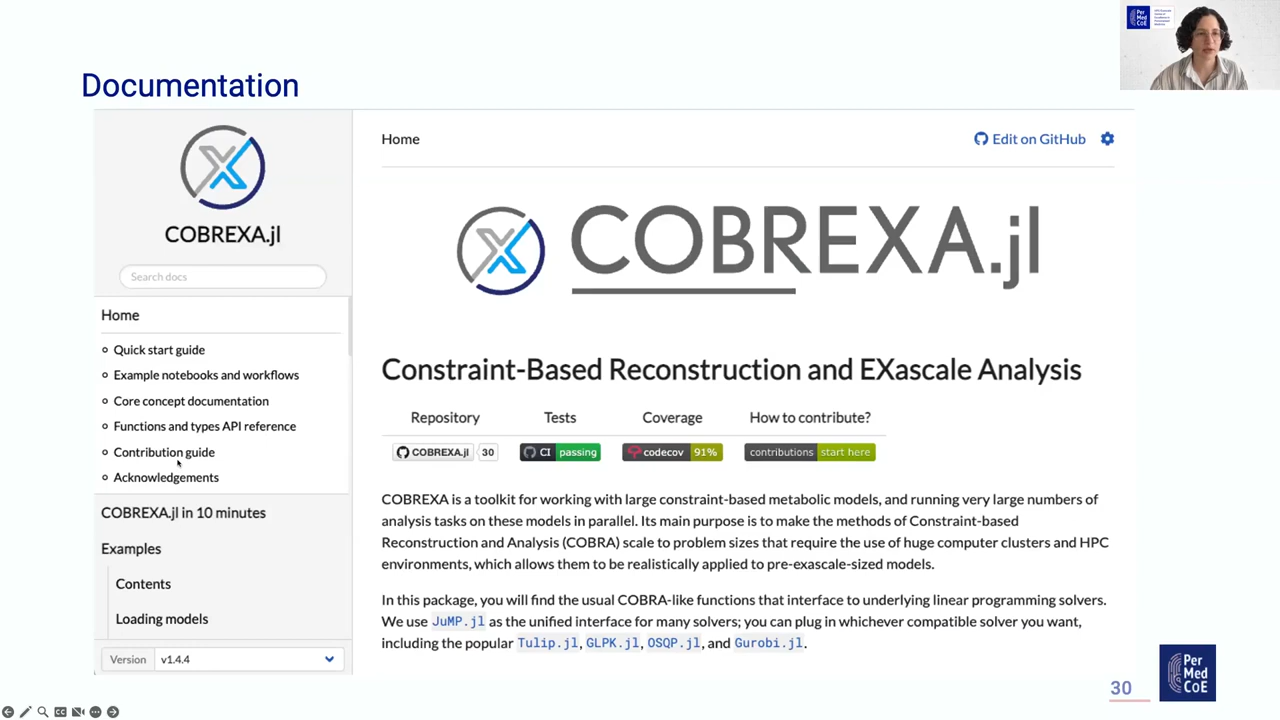 Documentation
Per
Med
CoE
COBREXA.jl
Search docs
Home
Quick start guide
Example notebooks and workflows
Core concept documentation
Functions and types API reference
Contribution guide
Acknowledgements
COBREXA.jl in 10 minutes
Examples
Contents
Loading models
Version v1.4.4
Home
Edit on GitHub
COBREXA.jl
Constraint-Based Reconstruction and EXascale Analysis
Repository Tests Coverage How to contribute?
COBREXA.jl 30 CI passing codecov 91% contributions start here
COBREXA is a toolkit for working with large constraint-based metabolic models, and running very large numbers of
analysis tasks on these models in parallel. Its main purpose is to make the methods of Constraint-based
Reconstruction and Analysis (COBRA) scale to problem sizes that require the use of huge computer clusters and HPC
environments, which allows them to be realistically applied to pre-exascale-sized models.
In this package, you will find the usual COBRA-like functions that interface to underlying linear programming solvers.
We use JuMP.jl as the unified interface for many solvers; you can plug in whichever compatible solver you want,
including the popular Tulip.jl, GLPK.jl, OSQP.jl, and Gurobi.jl.
30
Per
Med
CoE